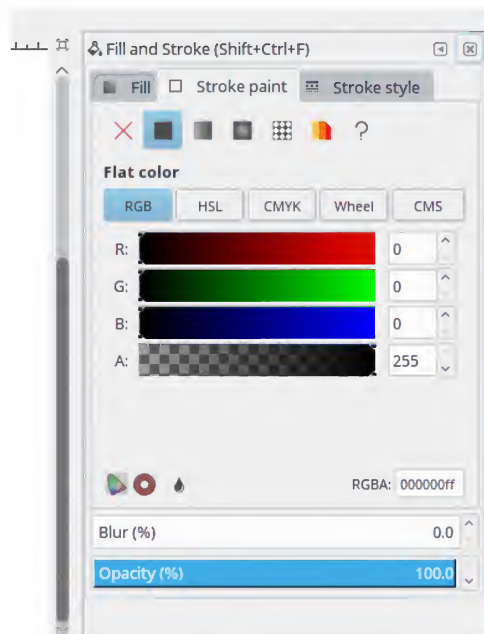 Fill and Stroke (Shift+Ctrl+F)
Fill Stroke paint Stroke style
?
Flat color
RGB HSL CMYK Wheel CMS
R: 0
G: 0
B: 0
A: 255
RGBA: 000000ff
Blur (%) 0.0
Opacity (%) 100.0